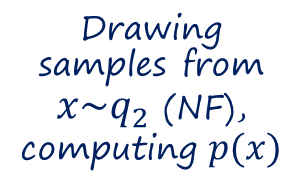 Drawing
samples from
x~q₂ (NF),
computing p(x)